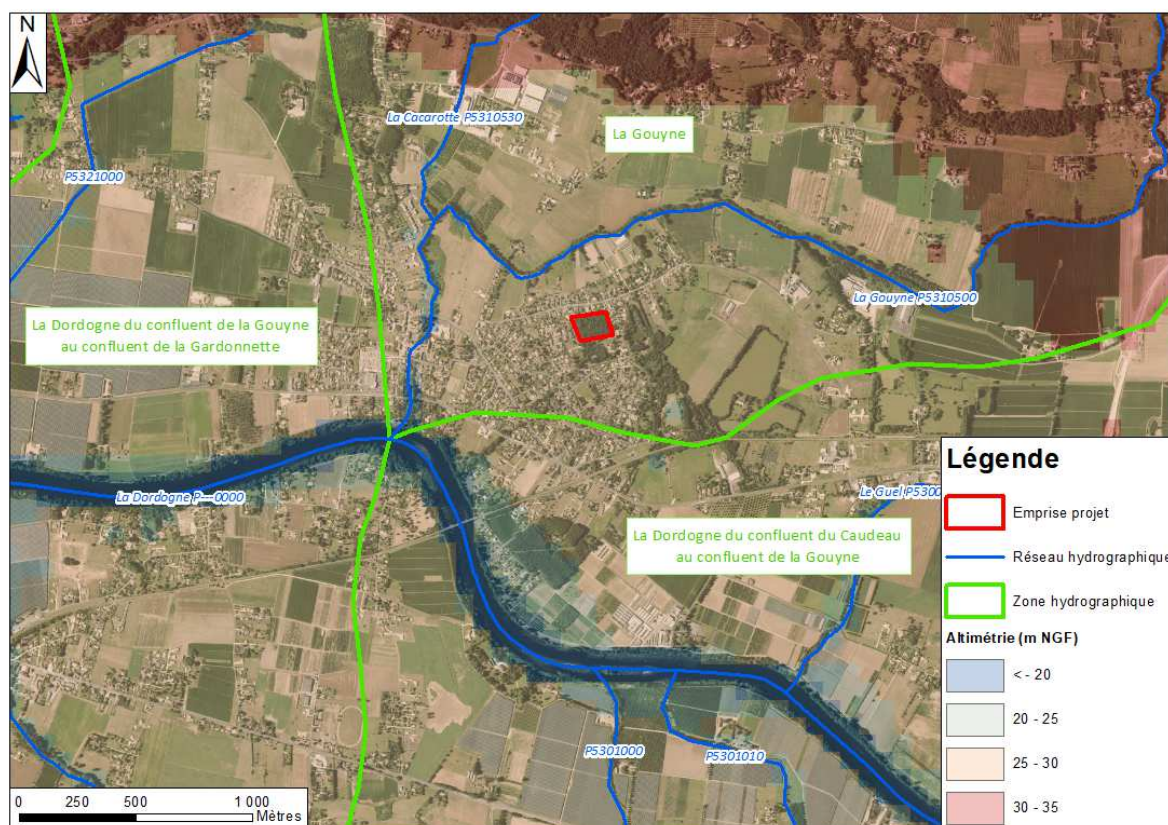 N
La Cacarotte P5310530
La Gouyne
P5321000
La Gouyne P5310500
La Dordogne du confluent de la Gouyne
au confluent de la Gardonnette
La Dordogne P---0000
Le Guel P5300
La Dordogne du confluent du Caudeau
au confluent de la Gouyne
P5301000
P5301010
Légende
Emprise projet
Réseau hydrographique
Zone hydrographique
Altimétrie (m NGF)
< - 20
20 - 25
25 - 30
30 - 35
0 250 500 1 000
Mètres